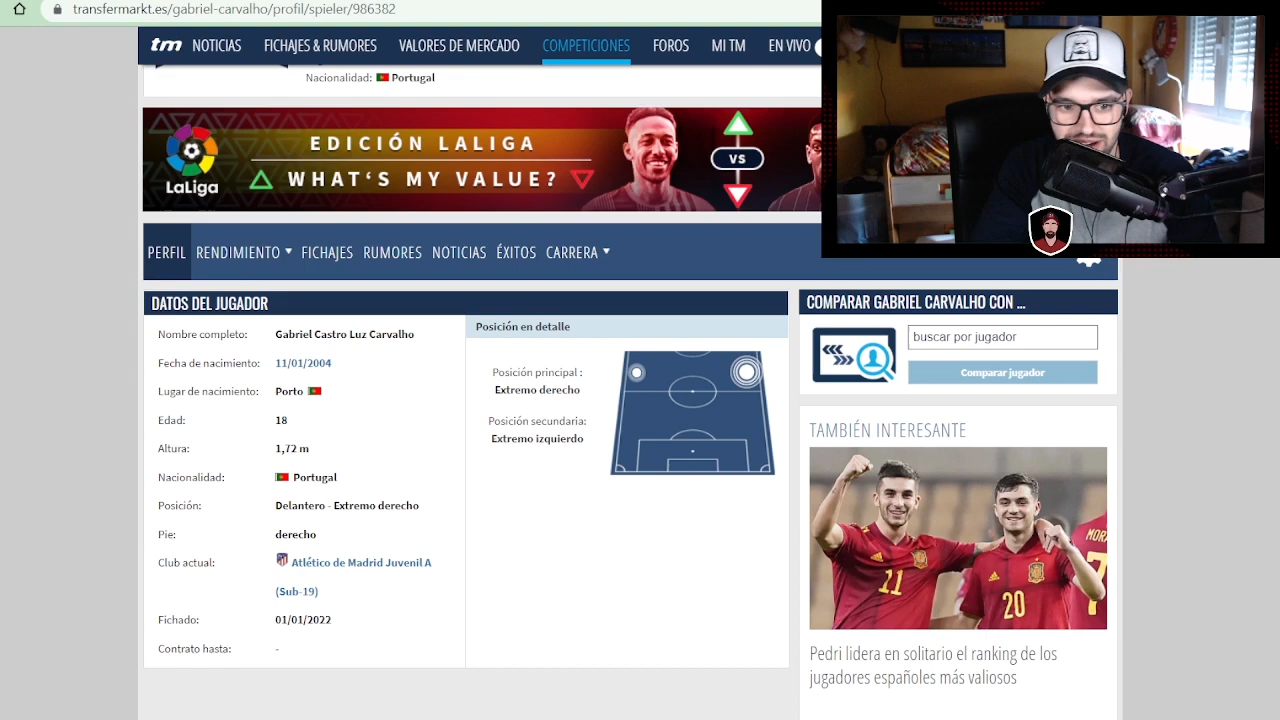 transfermarkt.es/gabriel-carvalho/profil/spieler/986382
tm NOTICIAS FICHAJES & RUMORES VALORES DE MERCADO COMPETICIONES FOROS MI TM EN VIVO
Nacionalidad: Portugal
EDICIÓN LALIGA
WHAT'S MY VALUE?
LaLiga
VS
PERFIL RENDIMIENTO FICHAJES RUMORES NOTICIAS ÉXITOS CARRERA
DATOS DEL JUGADOR
Nombre completo: Gabriel Castro Luz Carvalho
Fecha de nacimiento: 11/01/2004
Lugar de nacimiento: Porto
Edad: 18
Altura: 1,72 m
Nacionalidad: Portugal
Posición: Delantero - Extremo derecho
Pie: derecho
Club actual: Atlético de Madrid Juvenil A
(Sub-19)
Fichado: 01/01/2022
Contrato hasta: -
Posición en detalle
Posición principal :
Extremo derecho
Posición secundaria:
Extremo izquierdo
COMPARAR GABRIEL CARVALHO CON ...
buscar por jugador
Comparar jugador
TAMBIÉN INTERESANTE
11
20
MORA
7
Pedri lidera en solitario el ranking de los
jugadores españoles más valiosos